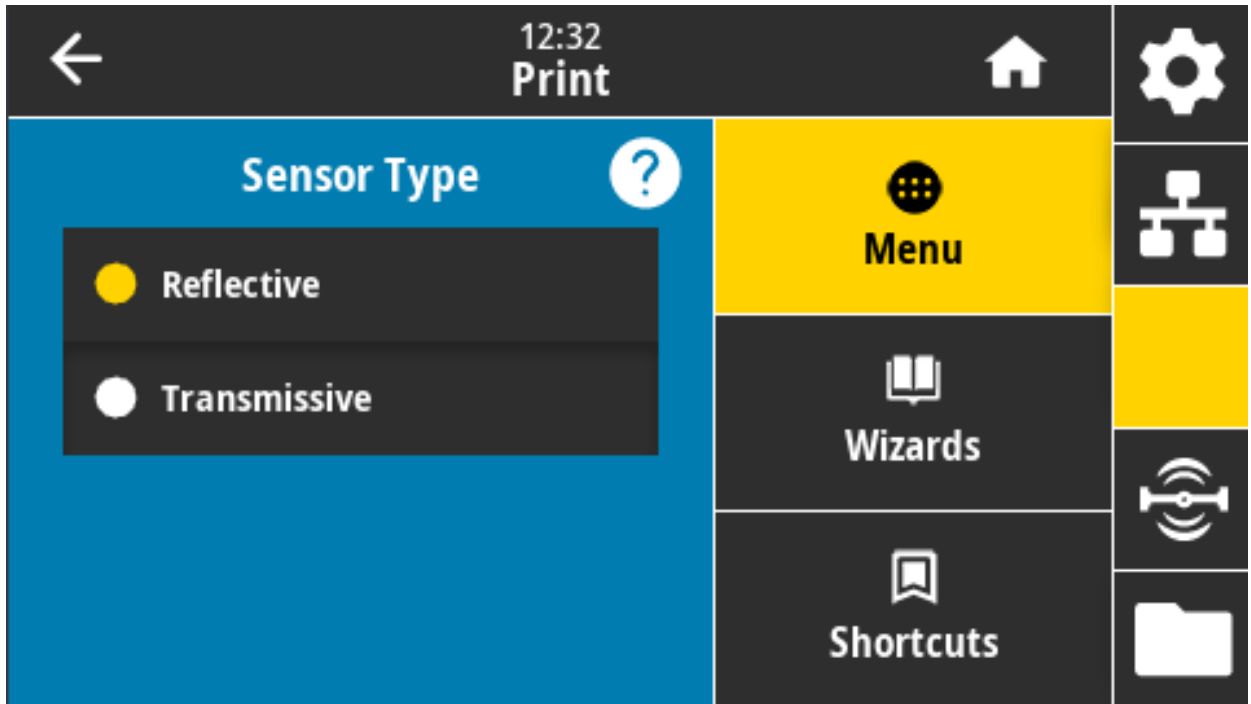 12:32
Print
Sensor Type
?
Reflective
Transmissive
Menu
Wizards
Shortcuts